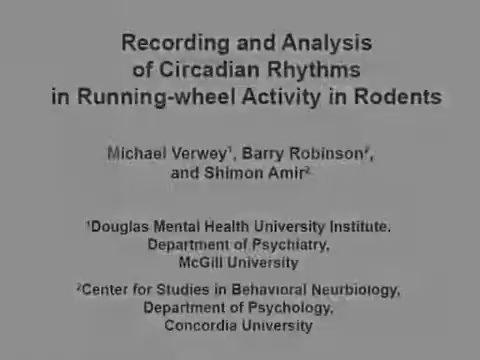 Recording and Analysis
of Circadian Rhythms
in Running-wheel Activity in Rodents
Michael Verwey¹, Barry Robinson²,
and Shimon Amir²
¹Douglas Mental Health University Institute.
Department of Psychiatry,
McGill University
²Center for Studies in Behavioral Neurbiology,
Department of Psychology,
Concordia University